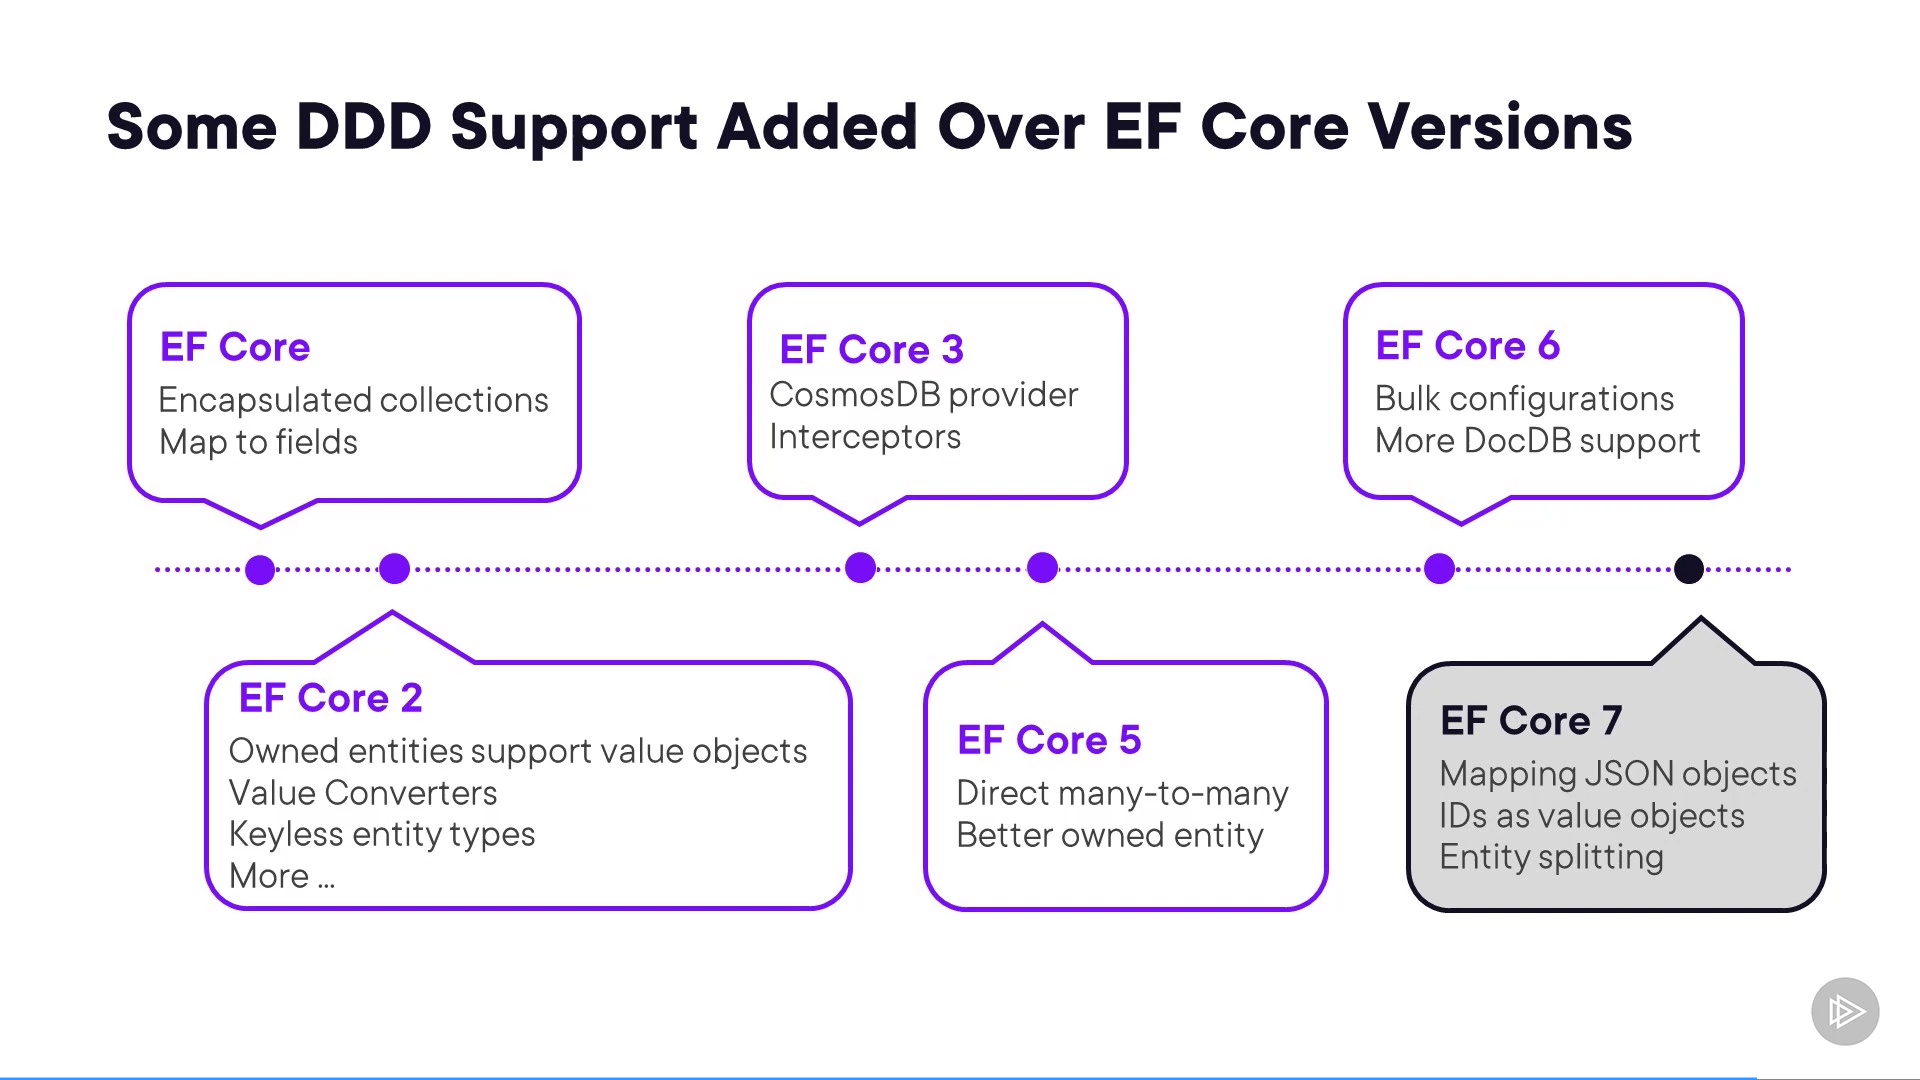 Some DDD Support Added Over EF Core Versions
EF Core
Encapsulated collections
Map to fields
EF Core 2
Owned entities support value objects
Value Converters
Keyless entity types
More ...
EF Core 3
CosmosDB provider
Interceptors
EF Core 5
Direct many-to-many
Better owned entity
EF Core 6
Bulk configurations
More DocDB support
EF Core 7
Mapping JSON objects
IDs as value objects
Entity splitting